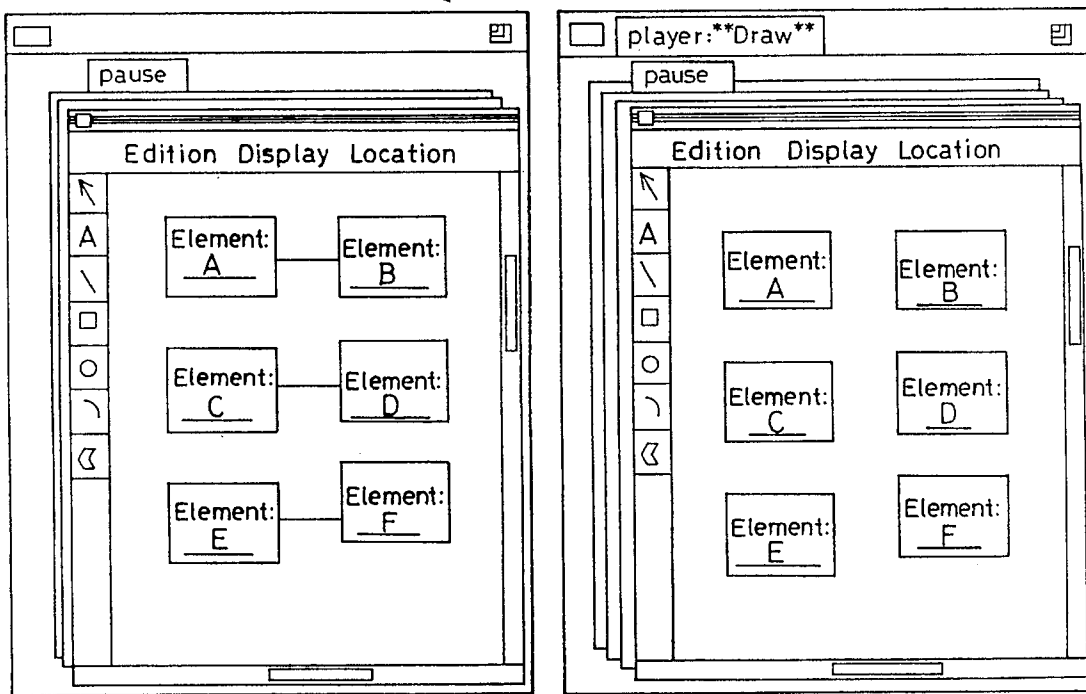 pause
Edition Display Location
A
Element:
A
Element:
B
Element:
C
Element:
D
Element:
E
Element:
F
player:**Draw**
pause
Edition Display Location
A
Element:
A
Element:
B
Element:
C
Element:
D
Element:
E
Element:
F